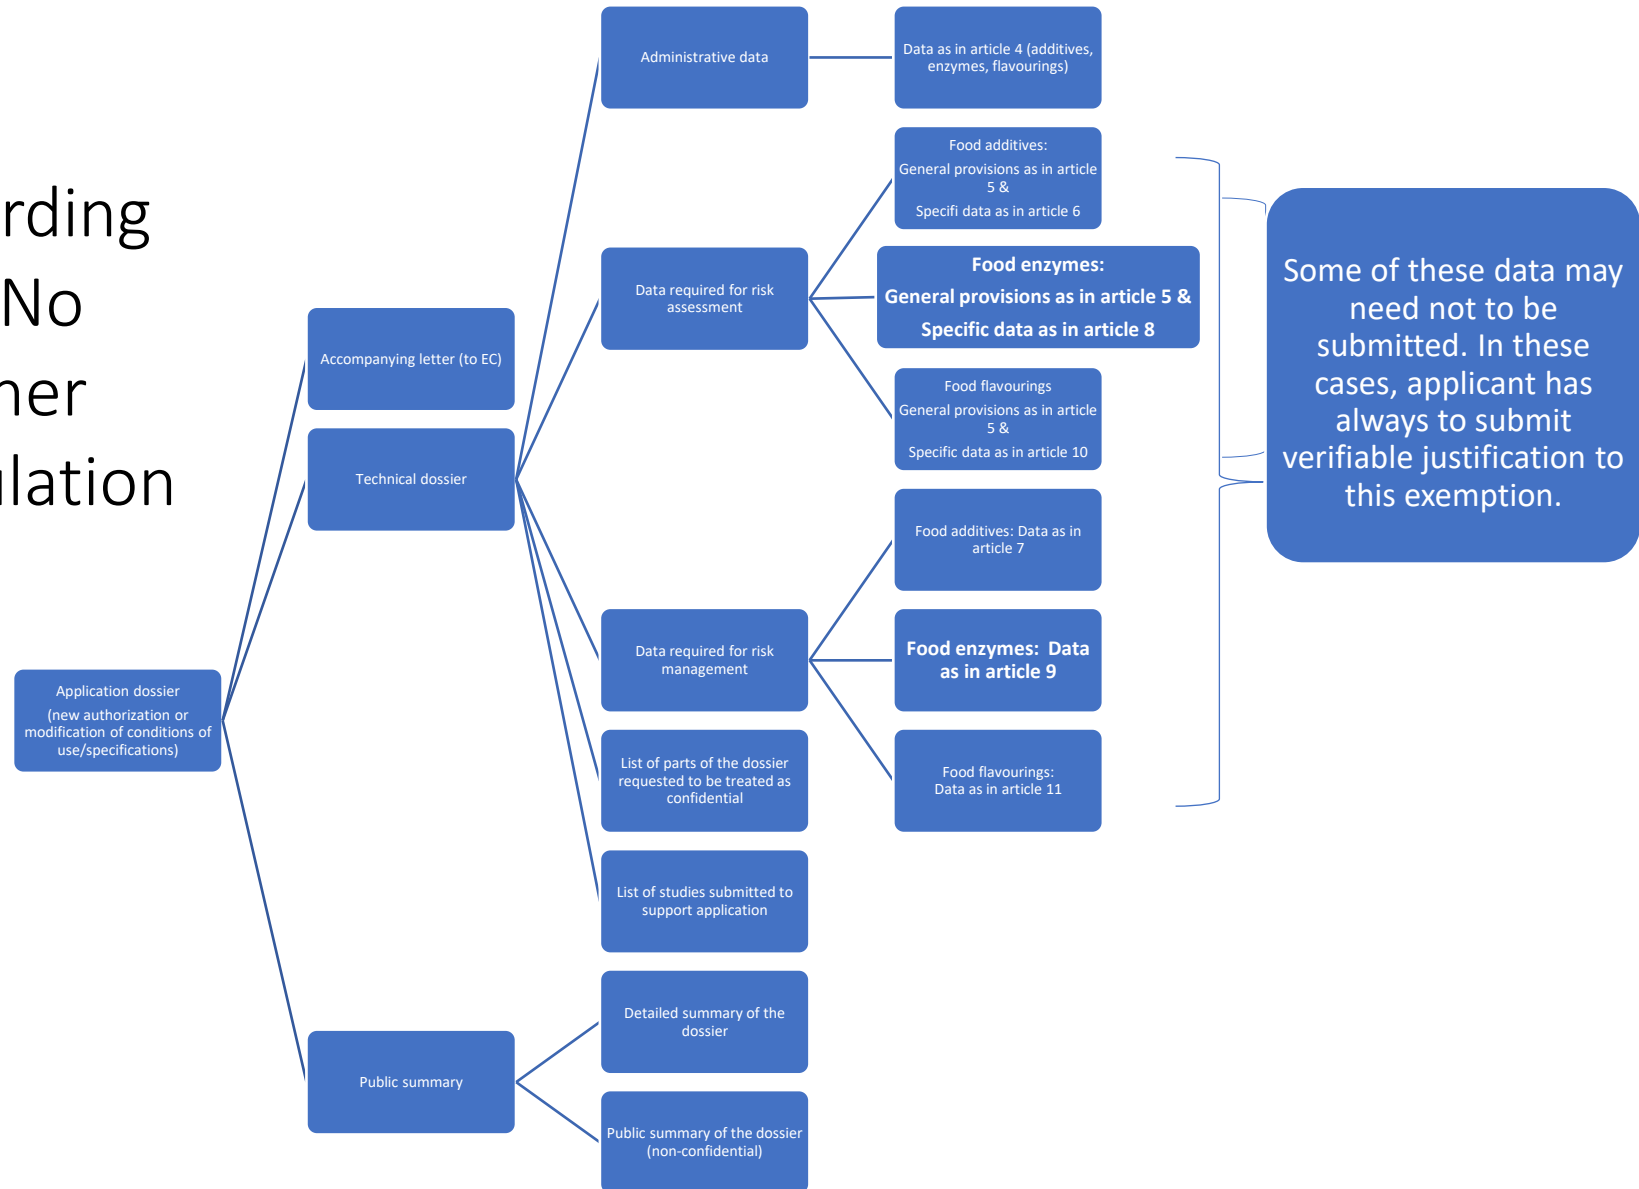 rding
No
ner
ulation
Application dossier
(new authorization or
modification of conditions of
use/specifications)
Accompanying letter (to EC)
Technical dossier
Public summary
Administrative data
Data required for risk
assessment
Data required for risk
management
List of parts of the dossier
requested to be treated as
confidential
List of studies submitted to
support application
Detailed summary of the
dossier
Public summary of the dossier
(non-confidential)
Data as in article 4 (additives,
enzymes, flavourings)
Food additives:
General provisions as in article
5 &
Specifi data as in article 6
Food enzymes:
General provisions as in article 5 &
Specific data as in article 8
Food flavourings
General provisions as in article
5 &
Specific data as in article 10
Food additives: Data as in
article 7
Food enzymes:  Data
as in article 9
Food flavourings:
Data as in article 11
Some of these data may
need not to be
submitted. In these
cases, applicant has
always to submit
verifiable justification to
this exemption.